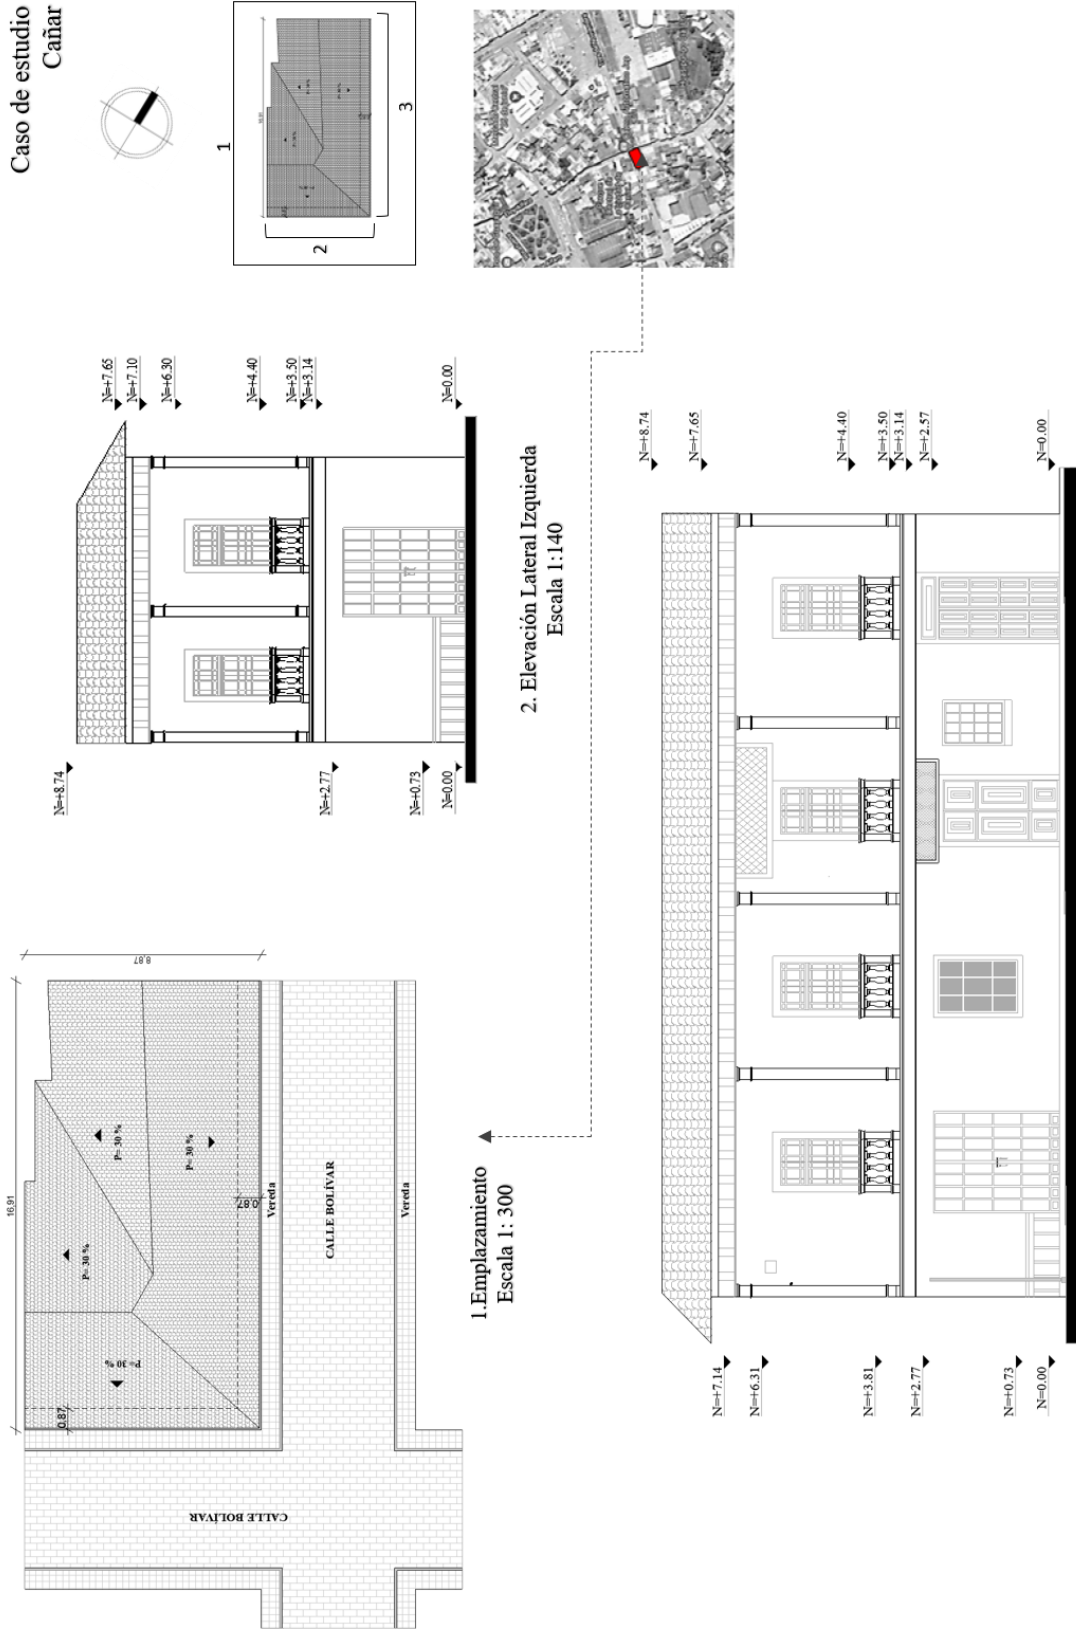 Caso de estudio
Cañar
1
2
3
16,91
8,87
P= 30 %
P= 30 %
P= 30 %
P= 30 %
0.87
0.87
Vereda
CALLE BOLÍVAR
Vereda
CALLE BOLÍVAR
1.Emplazamiento
Escala 1: 300
N=+8.74
N=+2.77
N=+0.73
N=0.00
N=+7.65
N=+7.10
N=+6.30
N=+4.40
N=+3.50
N=+3.14
N=0.00
2. Elevación Lateral Izquierda
Escala 1:140
N=+7.14
N=+6.31
N=+3.81
N=+2.77
N=+0.73
N=0.00
N=+8.74
N=+7.65
N=+4.40
N=+3.50
N=+3.14
N=+2.57
N=0.00